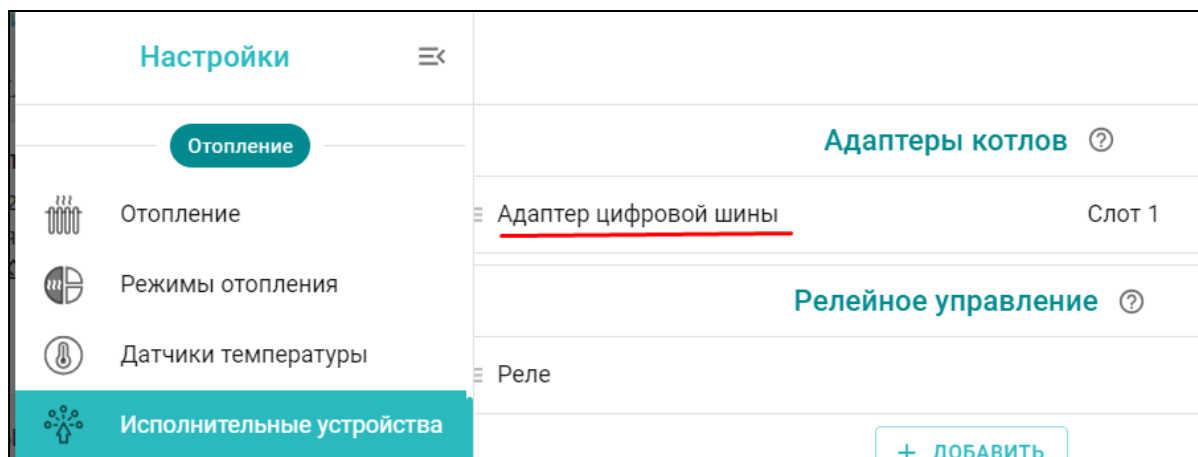 Настройки
Отопление
Отопление
Режимы отопления
Датчики температуры
Исполнительные устройства
Адаптеры котлов
Адаптер цифровой шины Слот 1
Релейное управление
Реле
+ ДОБАВИТЬ